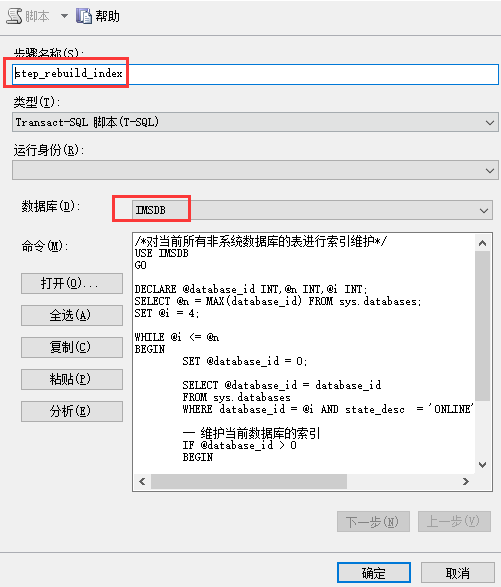 脚本 帮助
步骤名称(S):
step_rebuild_index
类型(T):
Transact-SQL 脚本(T-SQL)
运行身份(R):
数据库(D):
IMSDB
命令(M):
/*对当前所有非系统数据库的表进行索引维护*/
USE IMSDB
GO
DECLARE @database_id INT,@n INT,@i INT;
SELECT @n = MAX(database_id) FROM sys.databases;
SET @i = 4;
WHILE @i <= @n
BEGIN
SET @database_id = 0;
SELECT @database_id = database_id
FROM sys.databases
WHERE database_id = @i AND state_desc = 'ONLINE'
-- 维护当前数据库的索引
IF @database_id > 0
BEGIN
打开(O)...
全选(A)
复制(C)
粘贴(P)
分析(E)
下一步(N) 上一步(V)
确定 取消